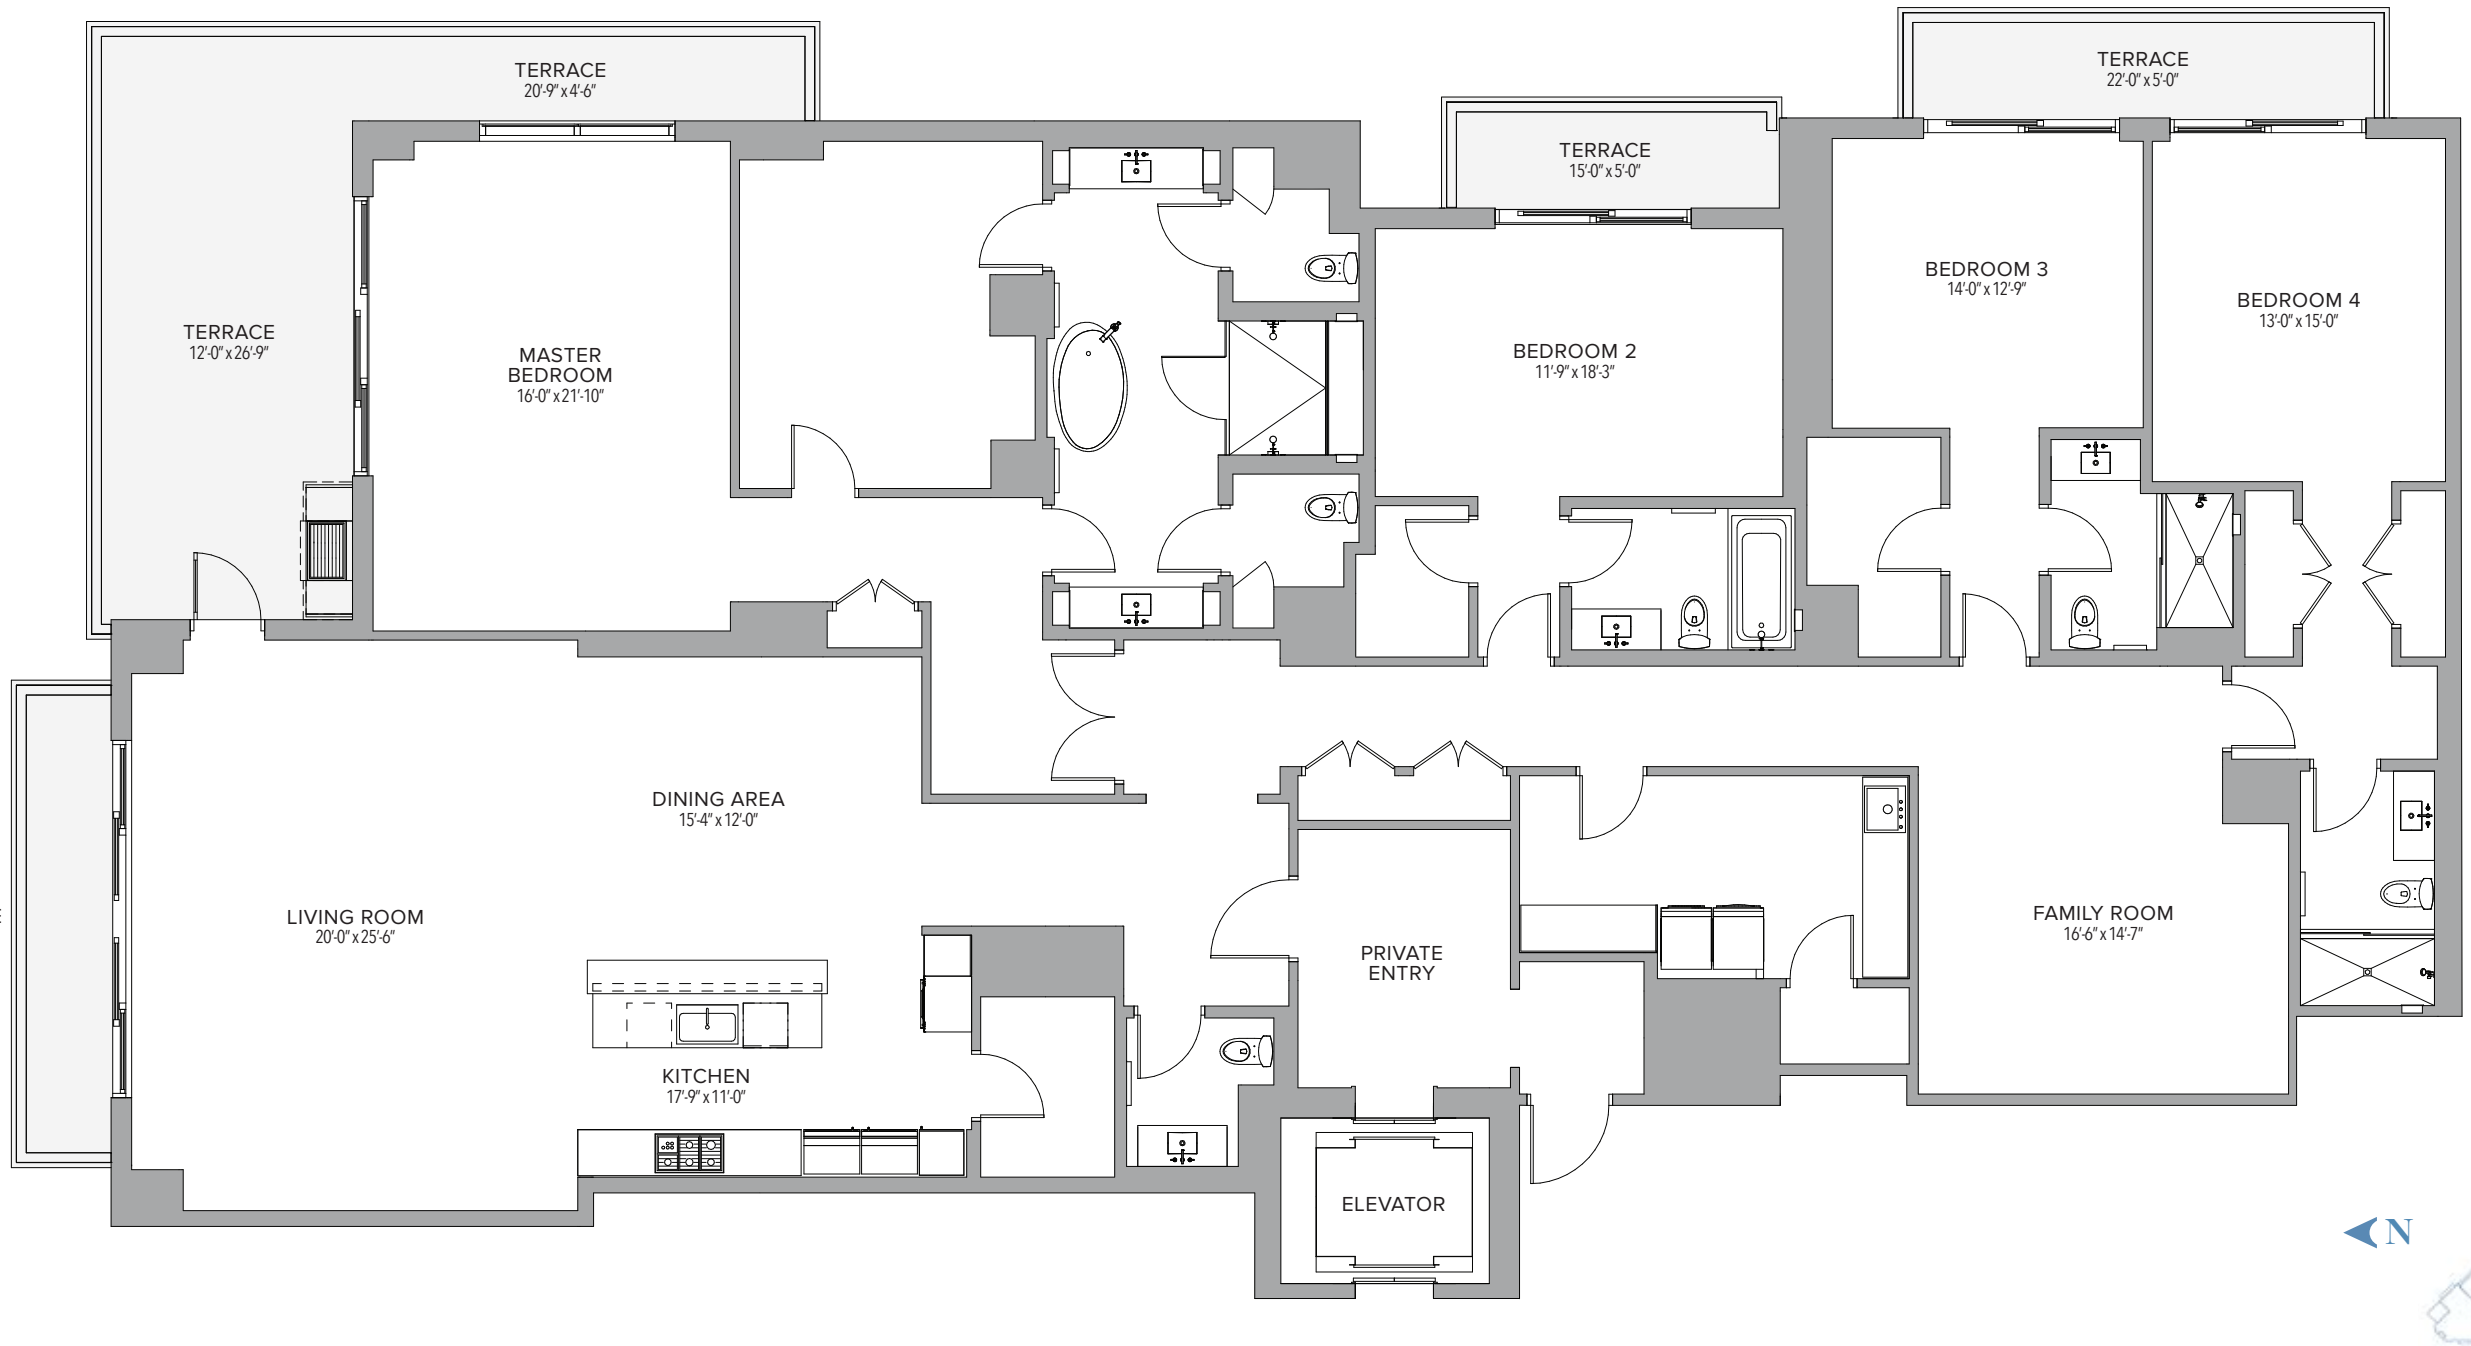 TERRACE
20'-9" x 4'-6"
TERRACE
22'-0" x 5'-0"
TERRACE
15'-0" x 5'-0"
TERRACE
12'-0" x 26'-9"
MASTER
BEDROOM
16'-0" x 21'-10"
BEDROOM 2
11'-9" x 18'-3"
BEDROOM 3
14'-0" x 12'-9"
BEDROOM 4
13'-0" x 15'-0"
DINING AREA
15'-4" x 12'-0"
LIVING ROOM
20'-0" x 25'-6"
KITCHEN
17'-9" x 11'-0"
PRIVATE
ENTRY
FAMILY ROOM
16'-6" x 14'-7"
ELEVATOR
N